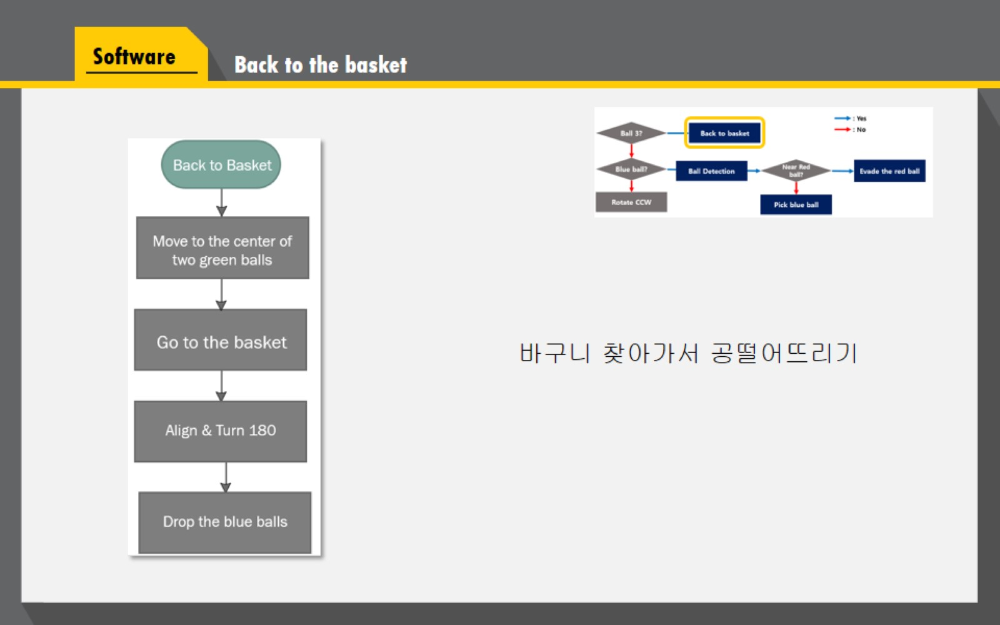 Software
Back to the basket
Back to Basket
Move to the center of
two green balls
Go to the basket
Align & Turn 180
Drop the blue balls
Ball 3?
Back to basket
: Yes
: No
Blue ball?
Ball Detection
Near Red
ball?
Evade the red ball
Rotate CCW
Pick blue ball
바구니 찾아가서 공떨어뜨리기